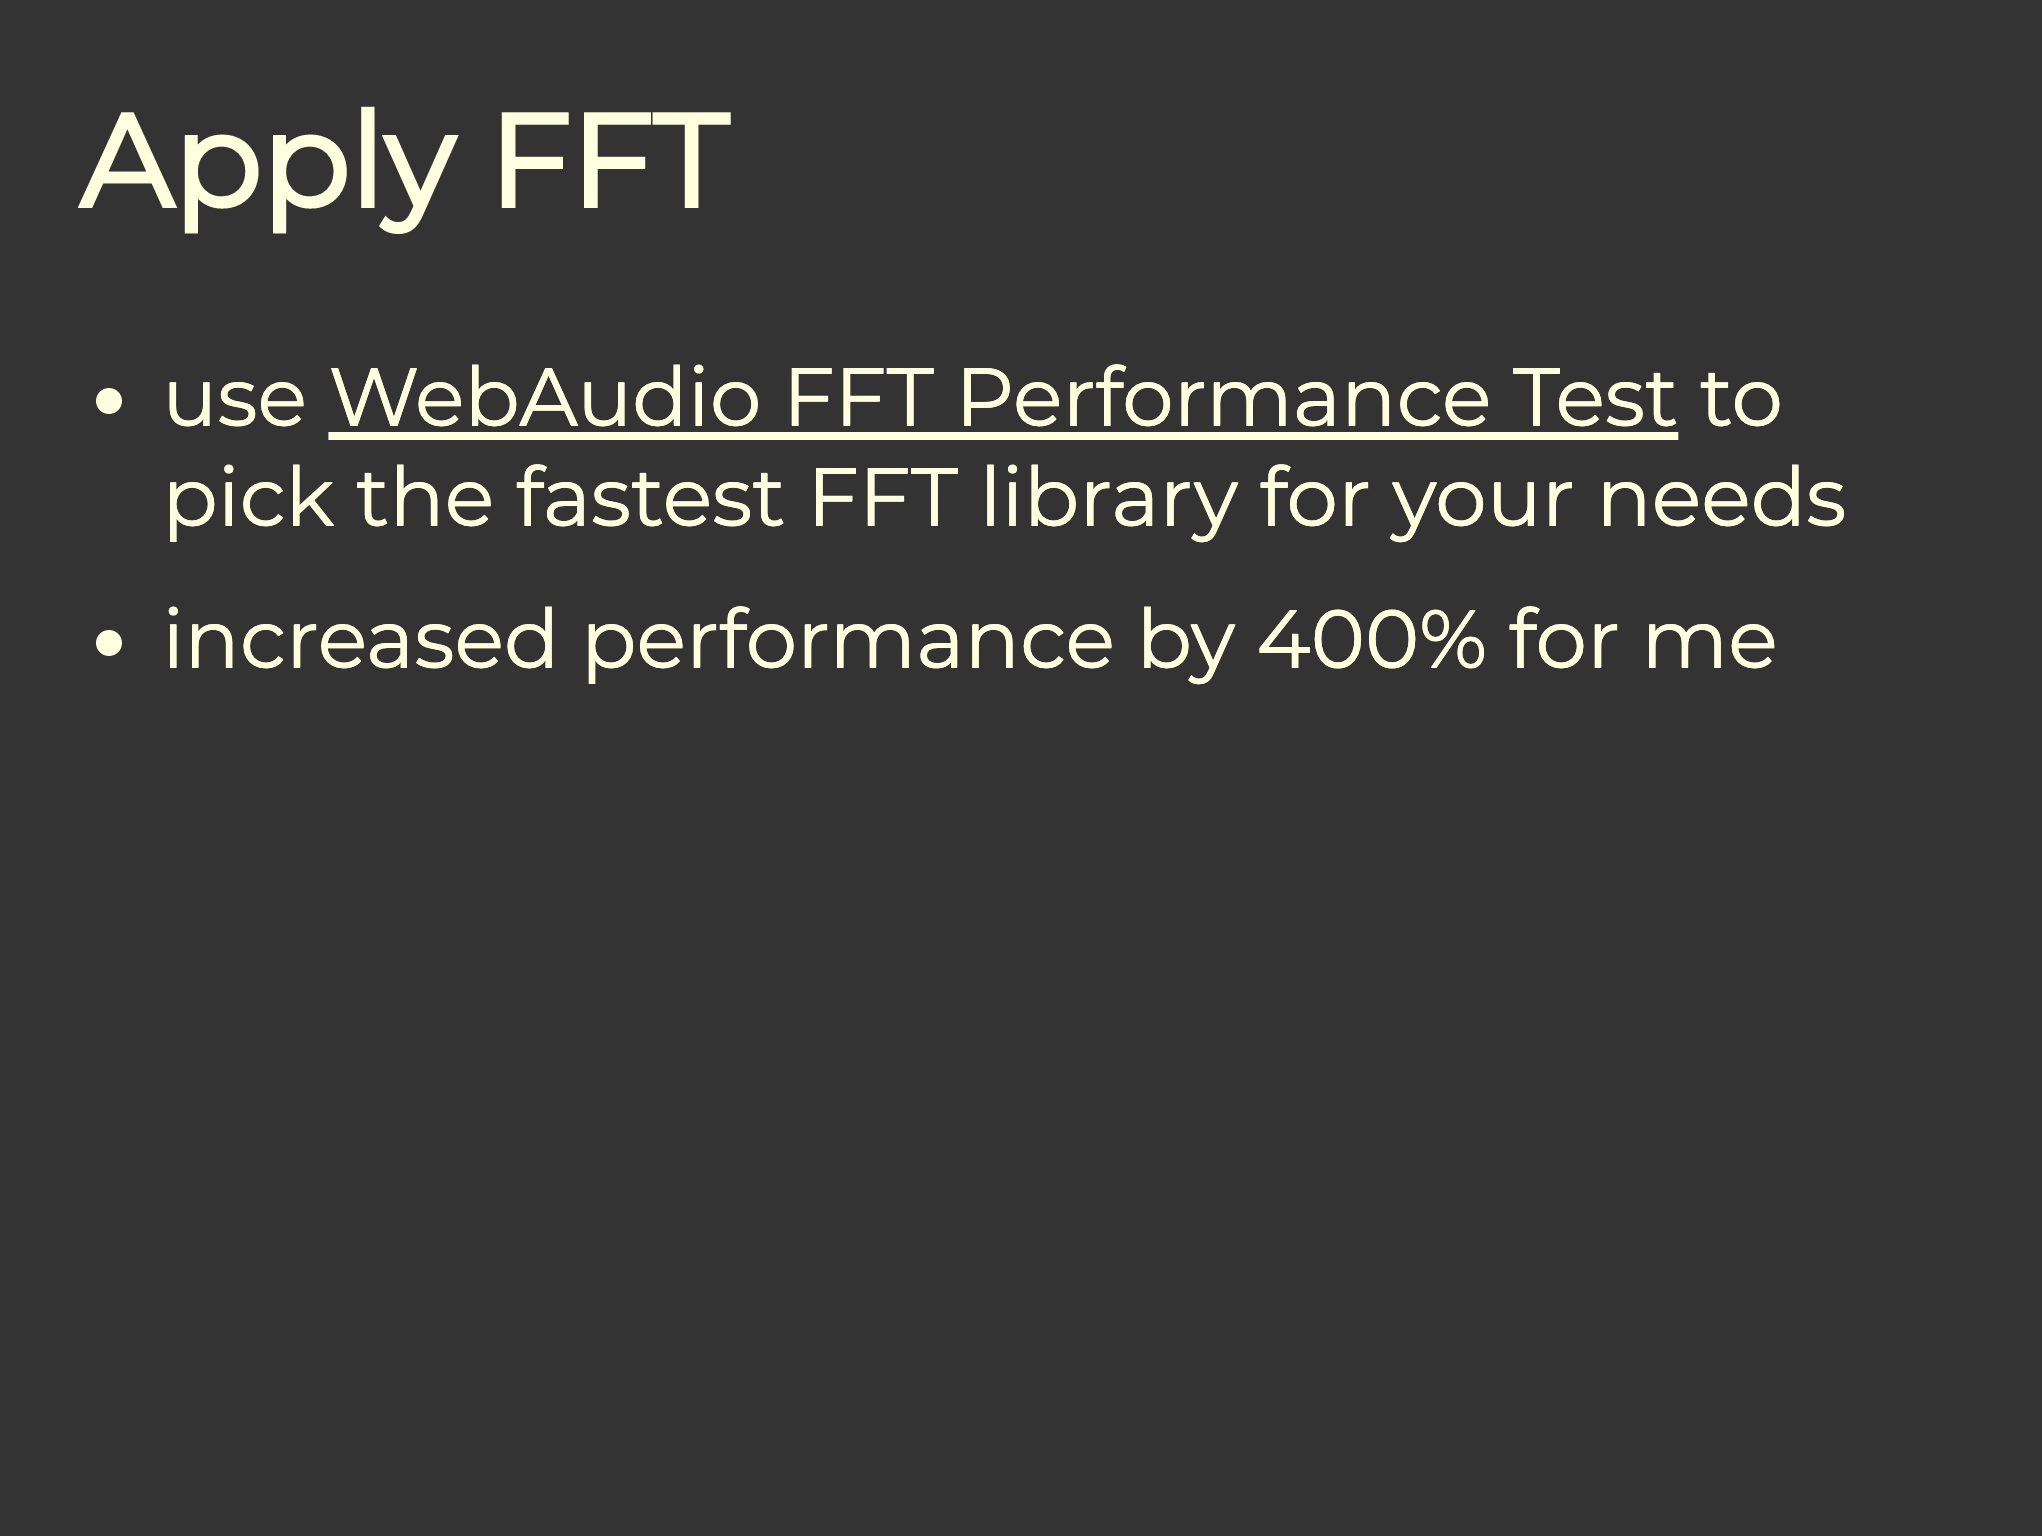 Apply FFT
• use WebAudio FFT Performance Test to
pick the fastest FFT library for your needs
• increased performance by 400% for me